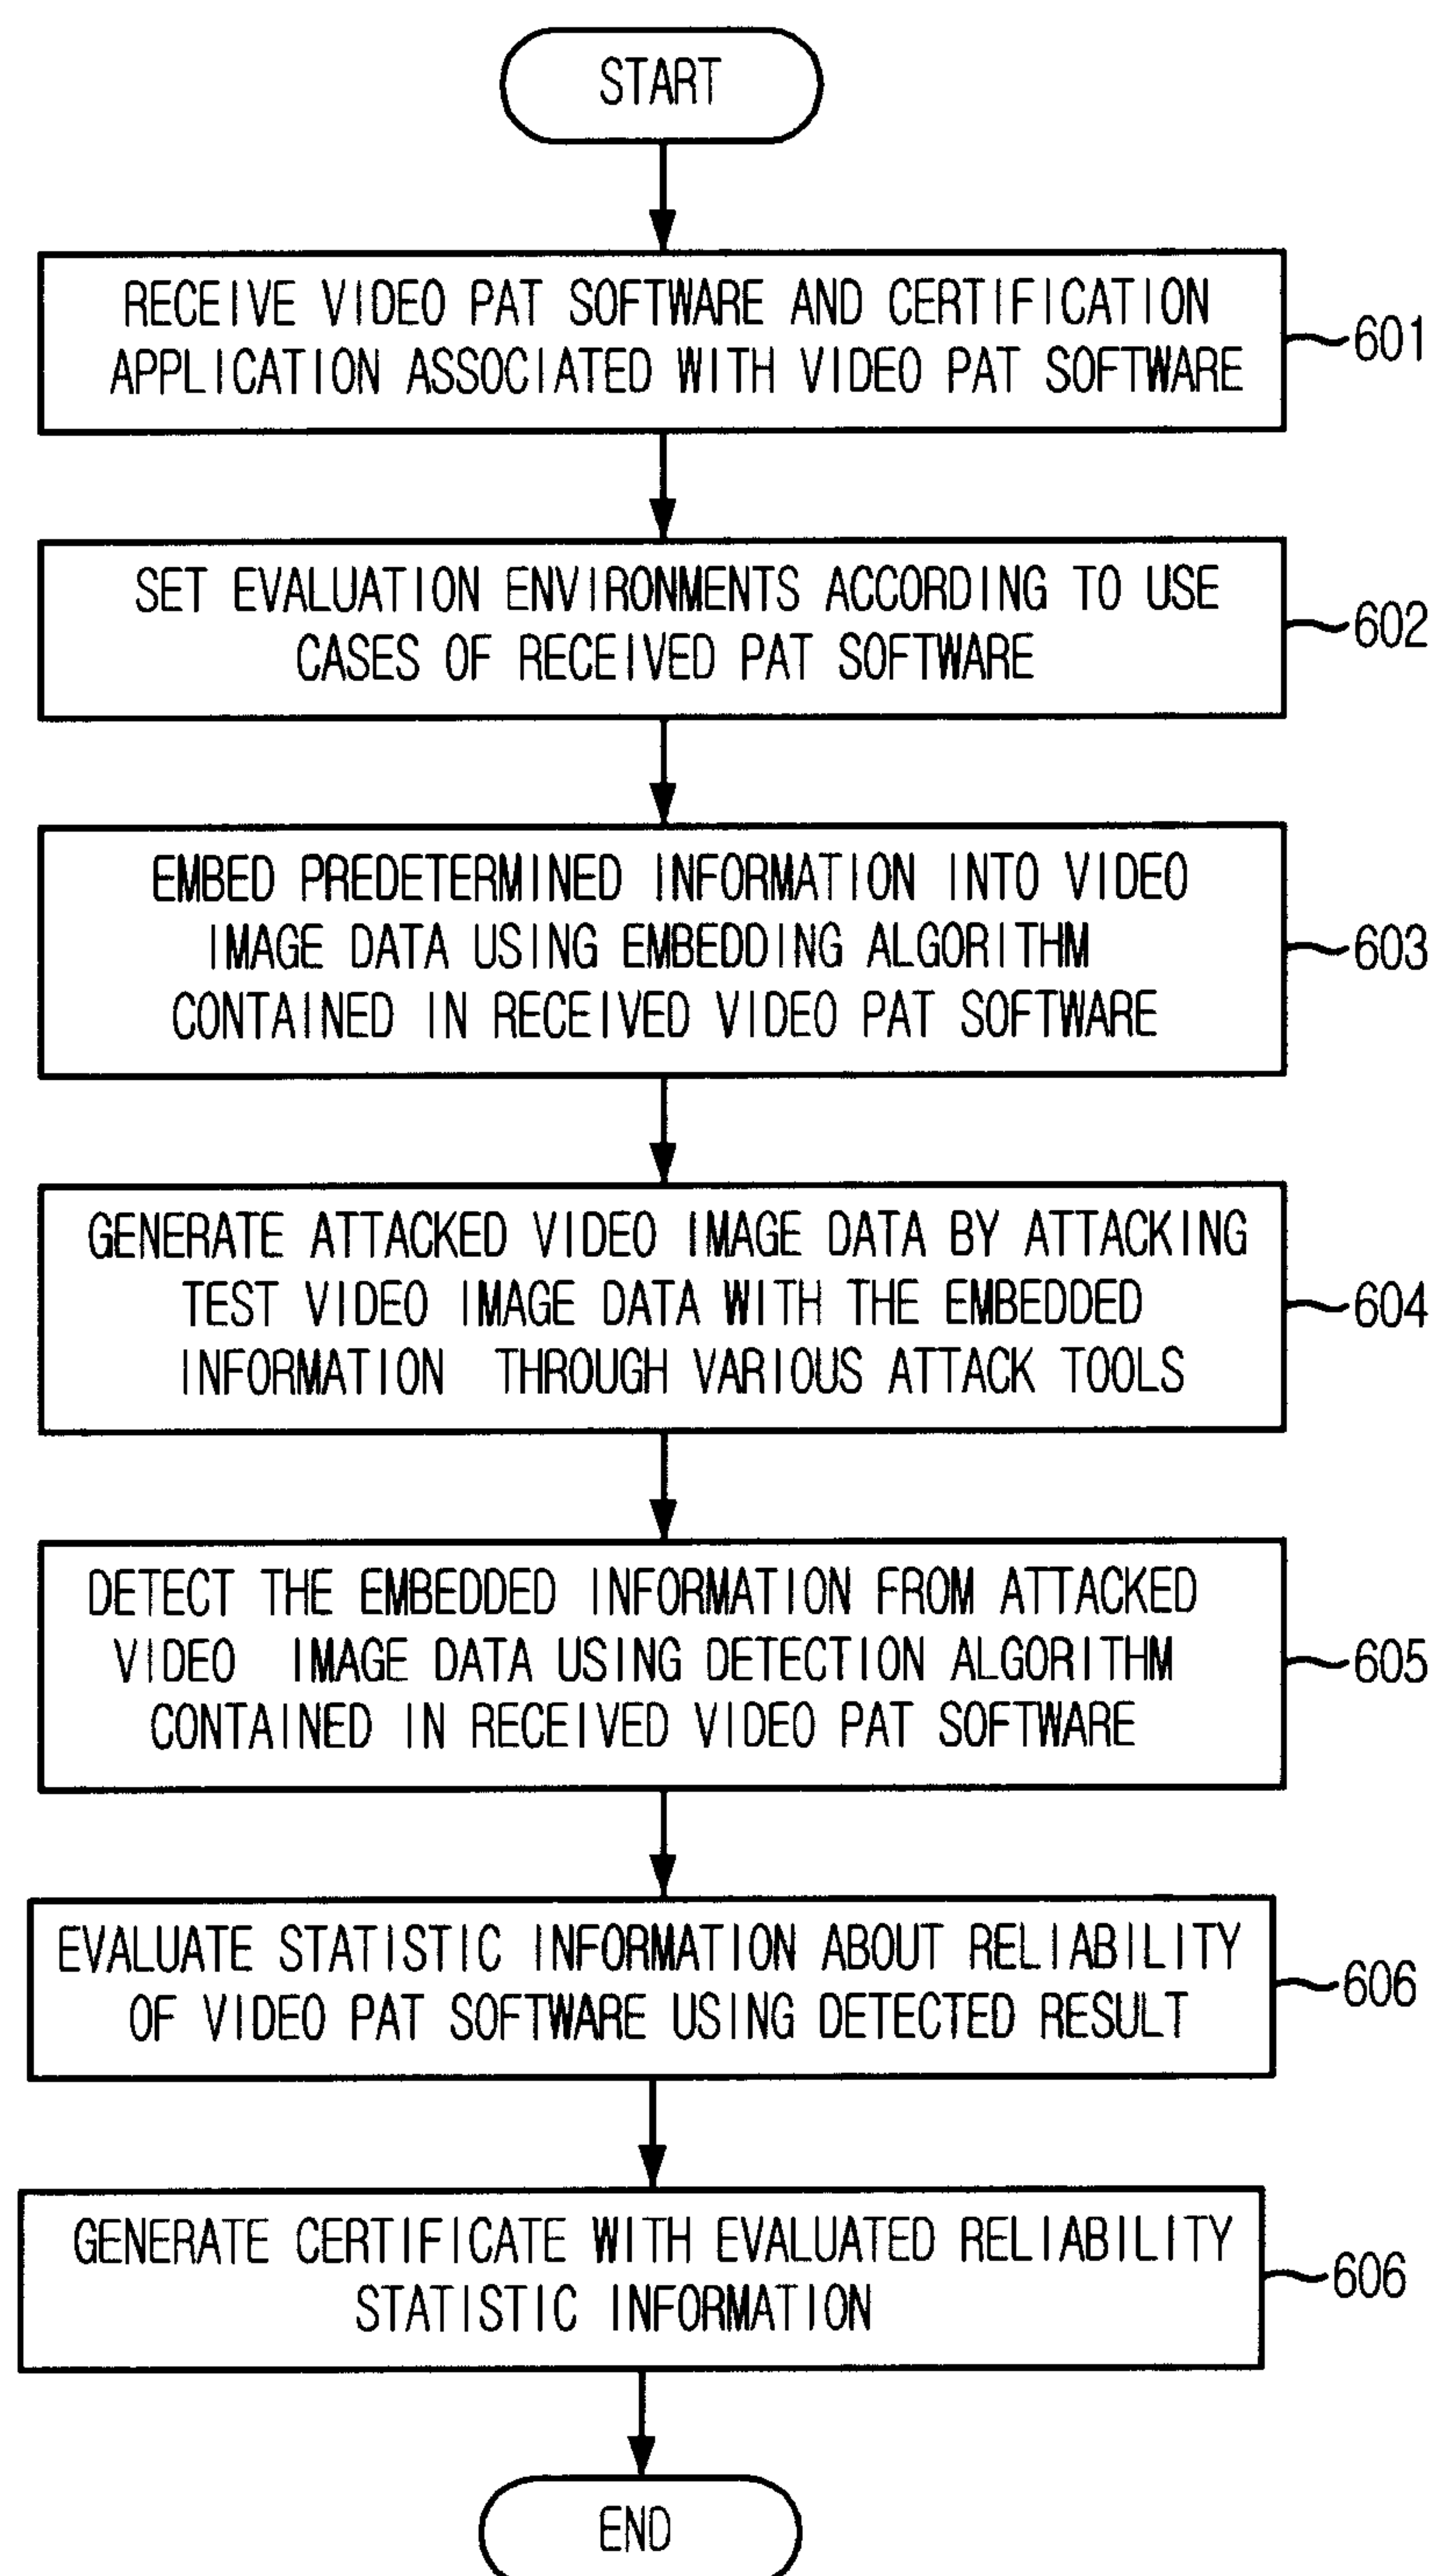 START
RECEIVE VIDEO PAT SOFTWARE AND CERTIFICATION
APPLICATION ASSOCIATED WITH VIDEO PAT SOFTWARE
601
SET EVALUATION ENVIRONMENTS ACCORDING TO USE
CASES OF RECEIVED PAT SOFTWARE
602
EMBED PREDETERMINED INFORMATION INTO VIDEO
IMAGE DATA USING EMBEDDING ALGORITHM
CONTAINED IN RECEIVED VIDEO PAT SOFTWARE
603
GENERATE ATTACKED VIDEO IMAGE DATA BY ATTACKING
TEST VIDEO IMAGE DATA WITH THE EMBEDDED
INFORMATION THROUGH VARIOUS ATTACK TOOLS
604
DETECT THE EMBEDDED INFORMATION FROM ATTACKED
VIDEO IMAGE DATA USING DETECTION ALGORITHM
CONTAINED IN RECEIVED VIDEO PAT SOFTWARE
605
EVALUATE STATISTIC INFORMATION ABOUT RELIABILITY
OF VIDEO PAT SOFTWARE USING DETECTED RESULT
606
GENERATE CERTIFICATE WITH EVALUATED RELIABILITY
STATISTIC INFORMATION
606
END